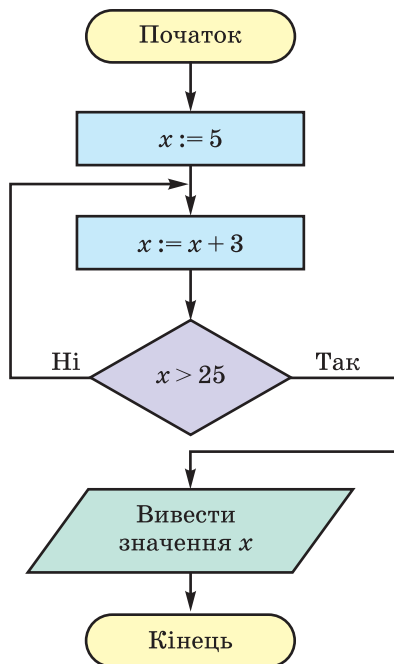 Початок
x := 5
x := x + 3
Ні
x > 25
Так
Вивести
значення x
Кінець